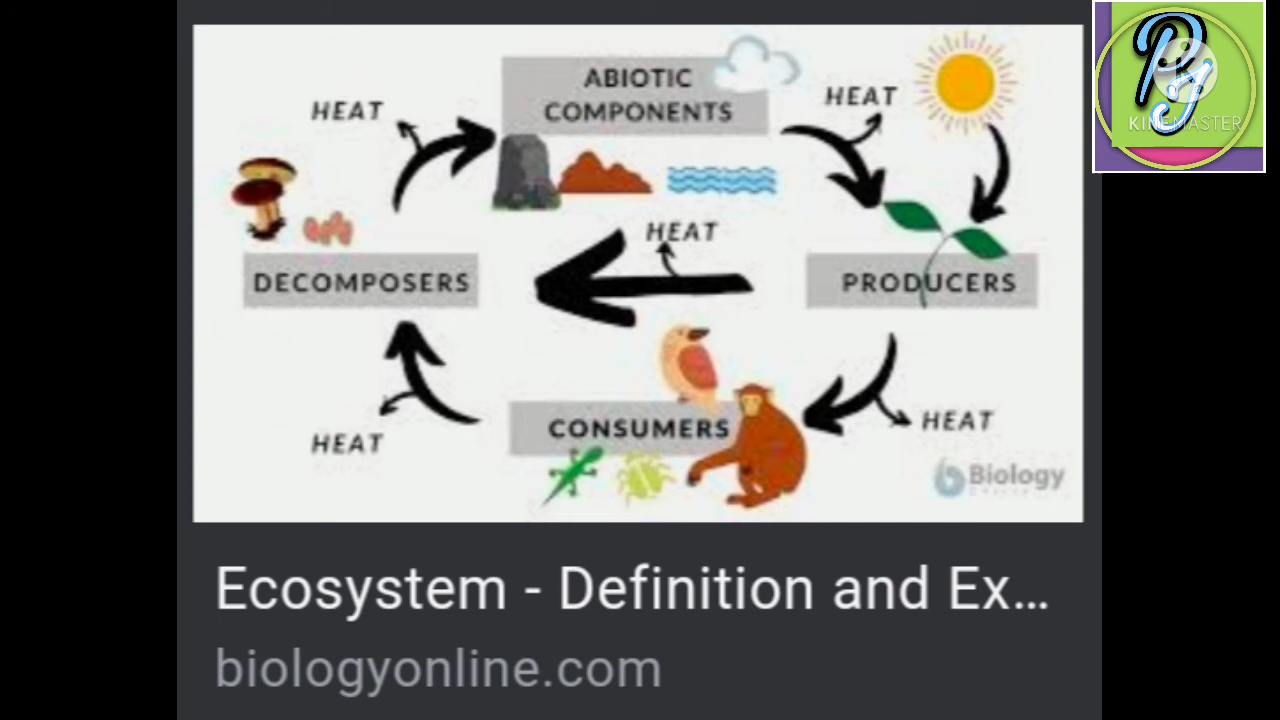 ABIOTIC
COMPONENTS
HEAT
HEAT
KINEMASTER
HEAT
DECOMPOSERS
PRODUCERS
CONSUMERS
HEAT
HEAT
Biology
Ecosystem - Definition and Ex...
biologyonline.com